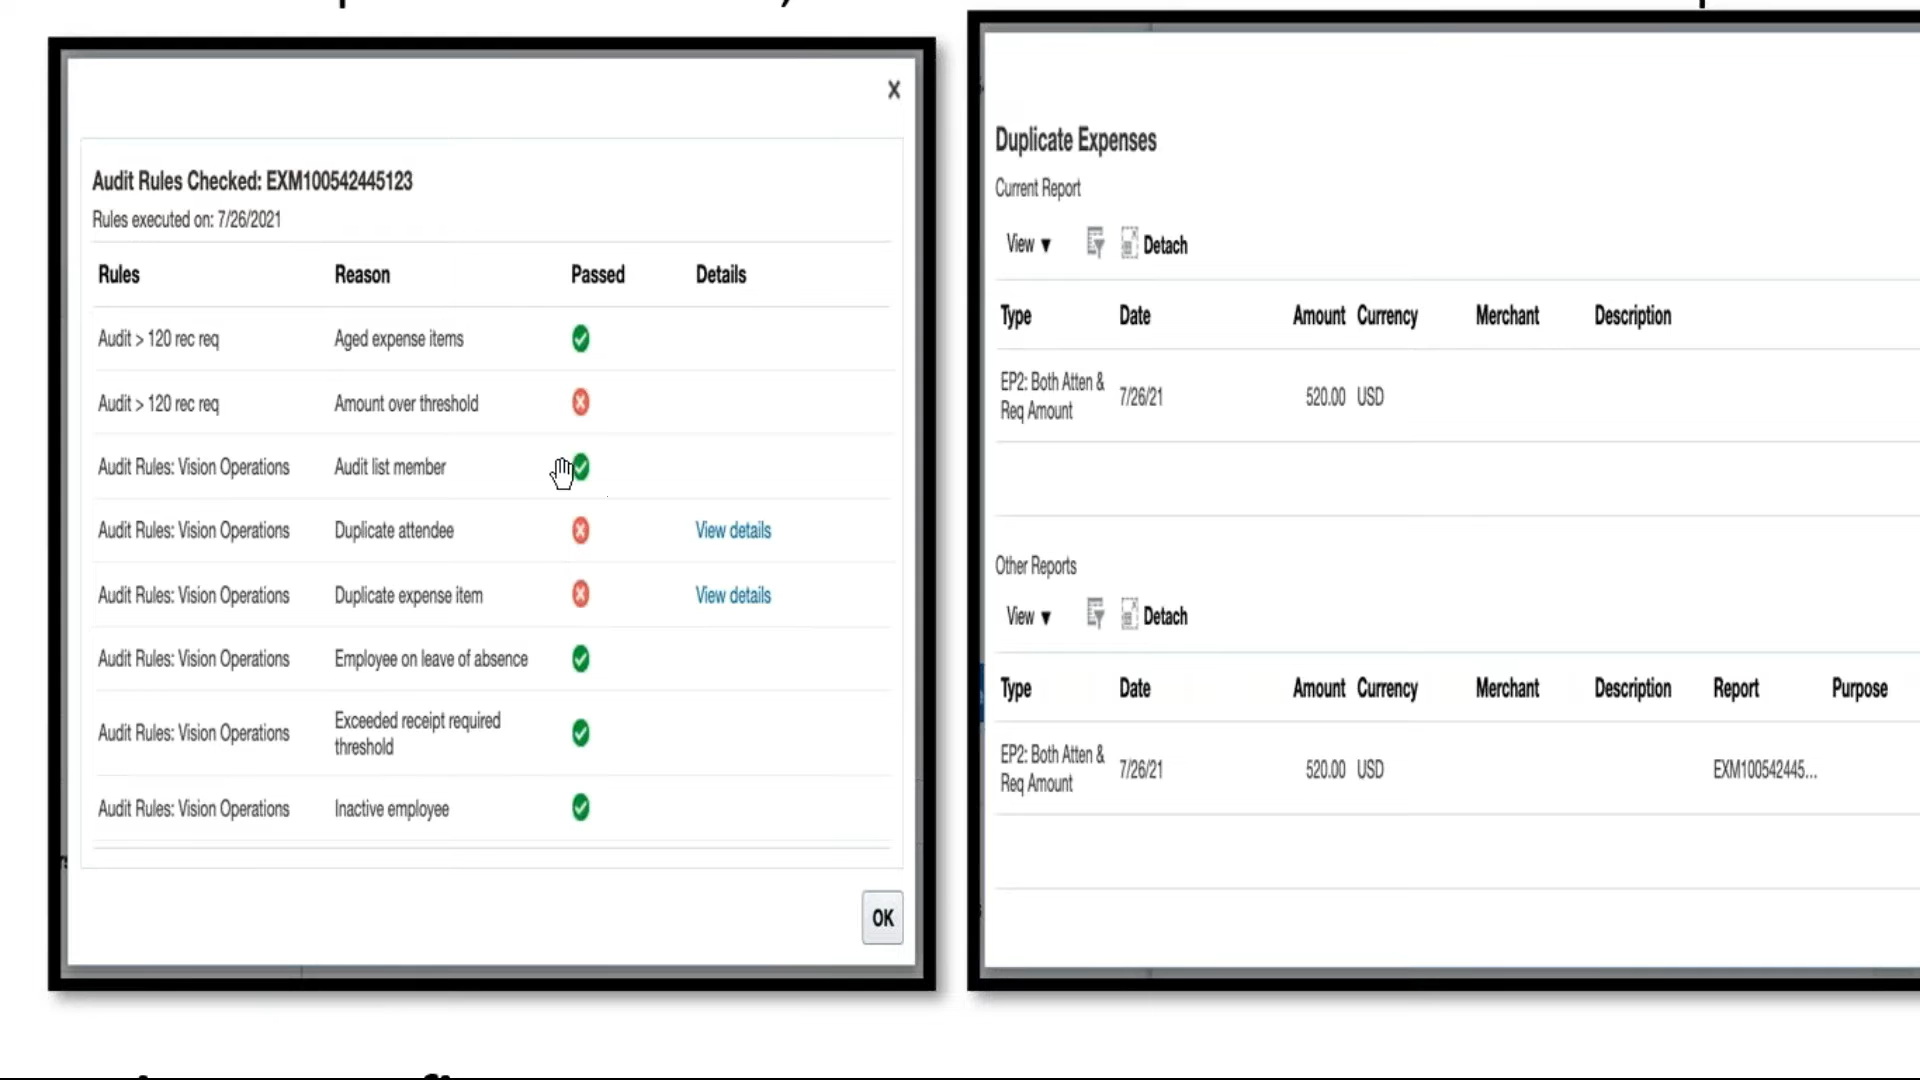 X
Audit Rules Checked: EXM100542445123
Rules executed on: 7/26/2021
Rules Reason Passed Details
Audit > 120 rec req Aged expense items
Audit > 120 rec req Amount over threshold
Audit Rules: Vision Operations Audit list member
Audit Rules: Vision Operations Duplicate attendee View details
Audit Rules: Vision Operations Duplicate expense item View details
Audit Rules: Vision Operations Employee on leave of absence
Audit Rules: Vision Operations Exceeded receipt required
threshold
Audit Rules: Vision Operations Inactive employee
OK
Duplicate Expenses
Current Report
View ▼ Detach
Type Date Amount Currency Merchant Description
EP2: Both Atten &
Req Amount 7/26/21 520.00 USD
Other Reports
View ▼ Detach
Type Date Amount Currency Merchant Description Report Purpose
EP2: Both Atten &
Req Amount 7/26/21 520.00 USD EXM100542445...